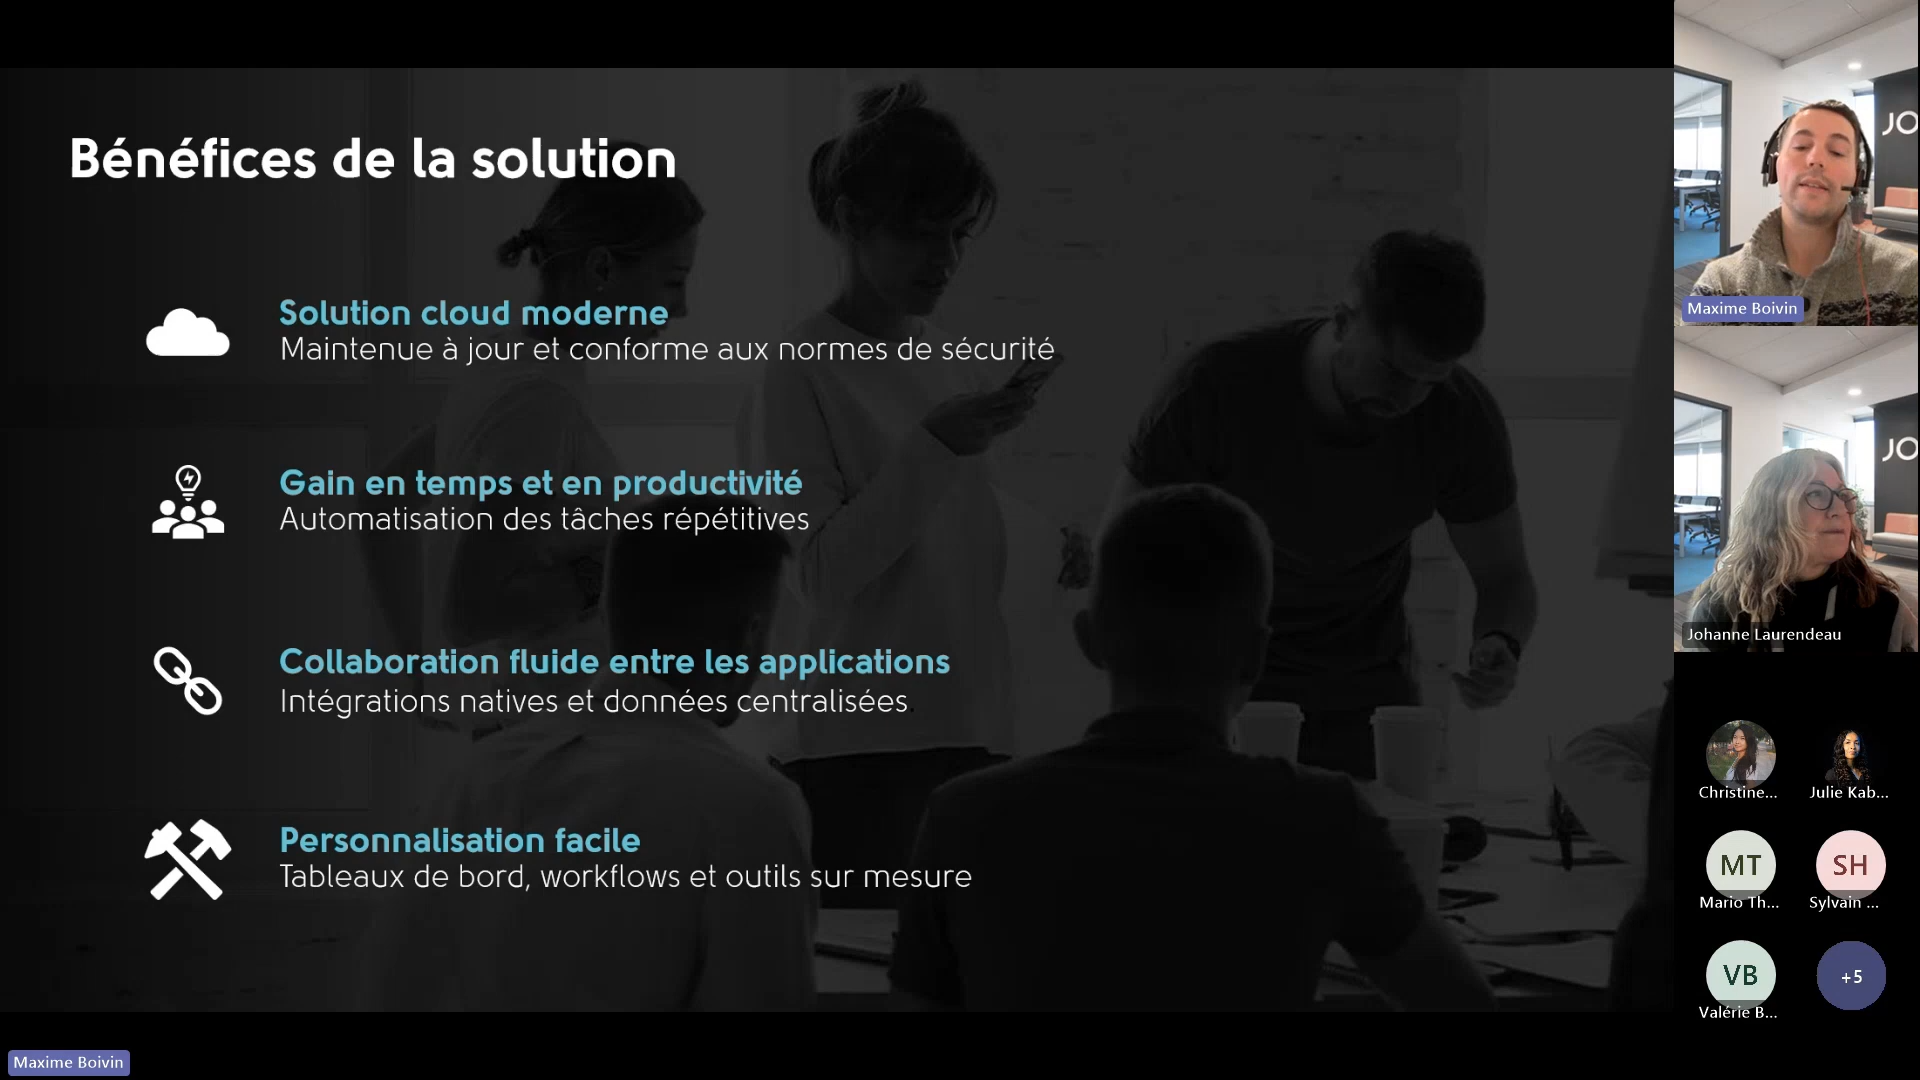 Bénéfices de la solution
Solution cloud moderne
Maintenue à jour et conforme aux normes de sécurité
Gain en temps et en productivité
Automatisation des tâches répétitives
Collaboration fluide entre les applications
Intégrations natives et données centralisées.
Personnalisation facile
Tableaux de bord, workflows et outils sur mesure
Maxime Boivin
JO
Maxime Boivin
JO
Johanne Laurendeau
Christine...
Julie Kab...
MT
Mario Th...
SH
Sylvain ...
VB
Valérie B...
+5